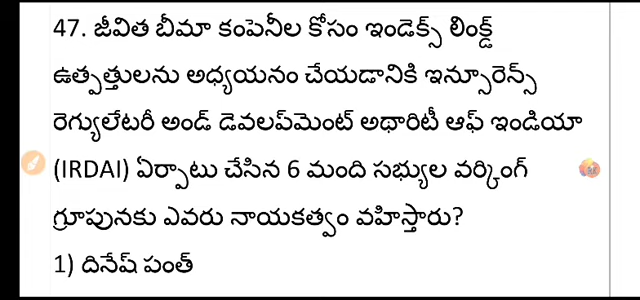 47. జీవిత బీమా కంపెనీల కోసం ఇండెక్స్ లింక్డ్
ఉత్పత్తులను అధ్యయనం చేయడానికి ఇన్సూరెన్స్
రెగ్యులేటరీ అండ్ డెవలప్‌మెంట్ అథారిటీ ఆఫ్ ఇండియా
(IRDAI) ఏర్పాటు చేసిన 6 మంది సభ్యుల వర్కింగ్
గ్రూపునకు ఎవరు నాయకత్వం వహిస్తారు?
1) దినేష్ పంత్